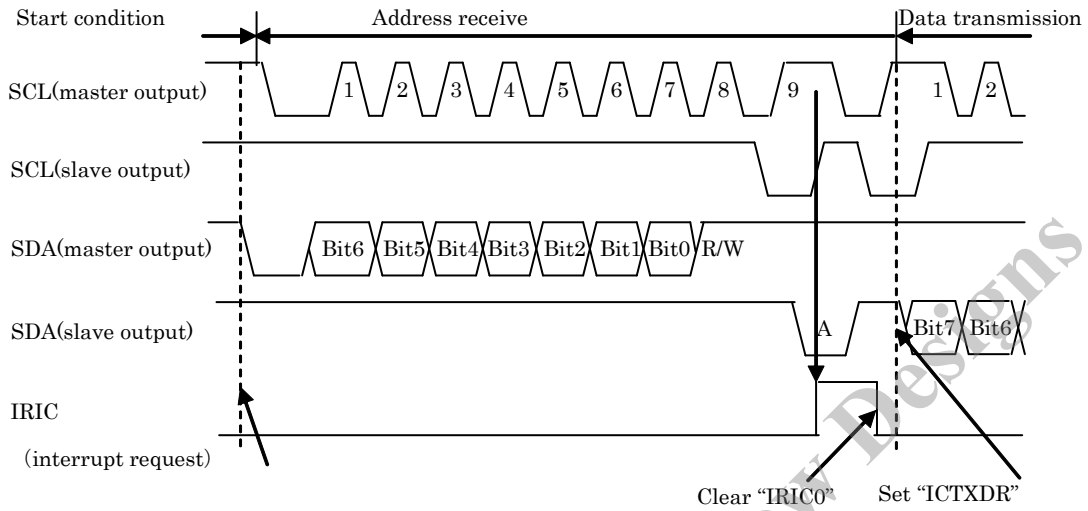 Start condition Address receive Data transmission
SCL(master output) 1 2 3 4 5 6 7 8 9 1 2
SCL(slave output)
SDA(master output) Bit6 Bit5 Bit4 Bit3 Bit2 Bit1 Bit0 R/W
SDA(slave output) A Bit7 Bit6
IRIC
(interrupt request)
Clear “IRIC0” Set “ICTXDR”